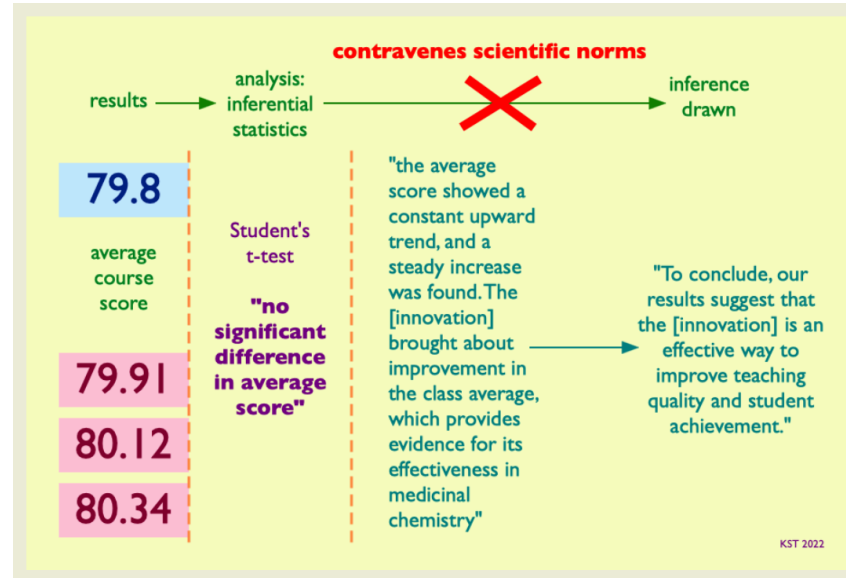 contravenes scientific norms
results
analysis:
inferential
statistics
inference
drawn
79.8
average
course
score
79.91
80.12
80.34
Student's
t-test
"no
significant
difference
in average
score"
"the average
score showed a
constant upward
trend, and a
steady increase
was found. The
[innovation]
brought about
improvement in
the class average,
which provides
evidence for its
effectiveness in
medicinal
chemistry"
"To conclude, our
results suggest that
the [innovation] is an
effective way to
improve teaching
quality and student
achievement."
KST 2022